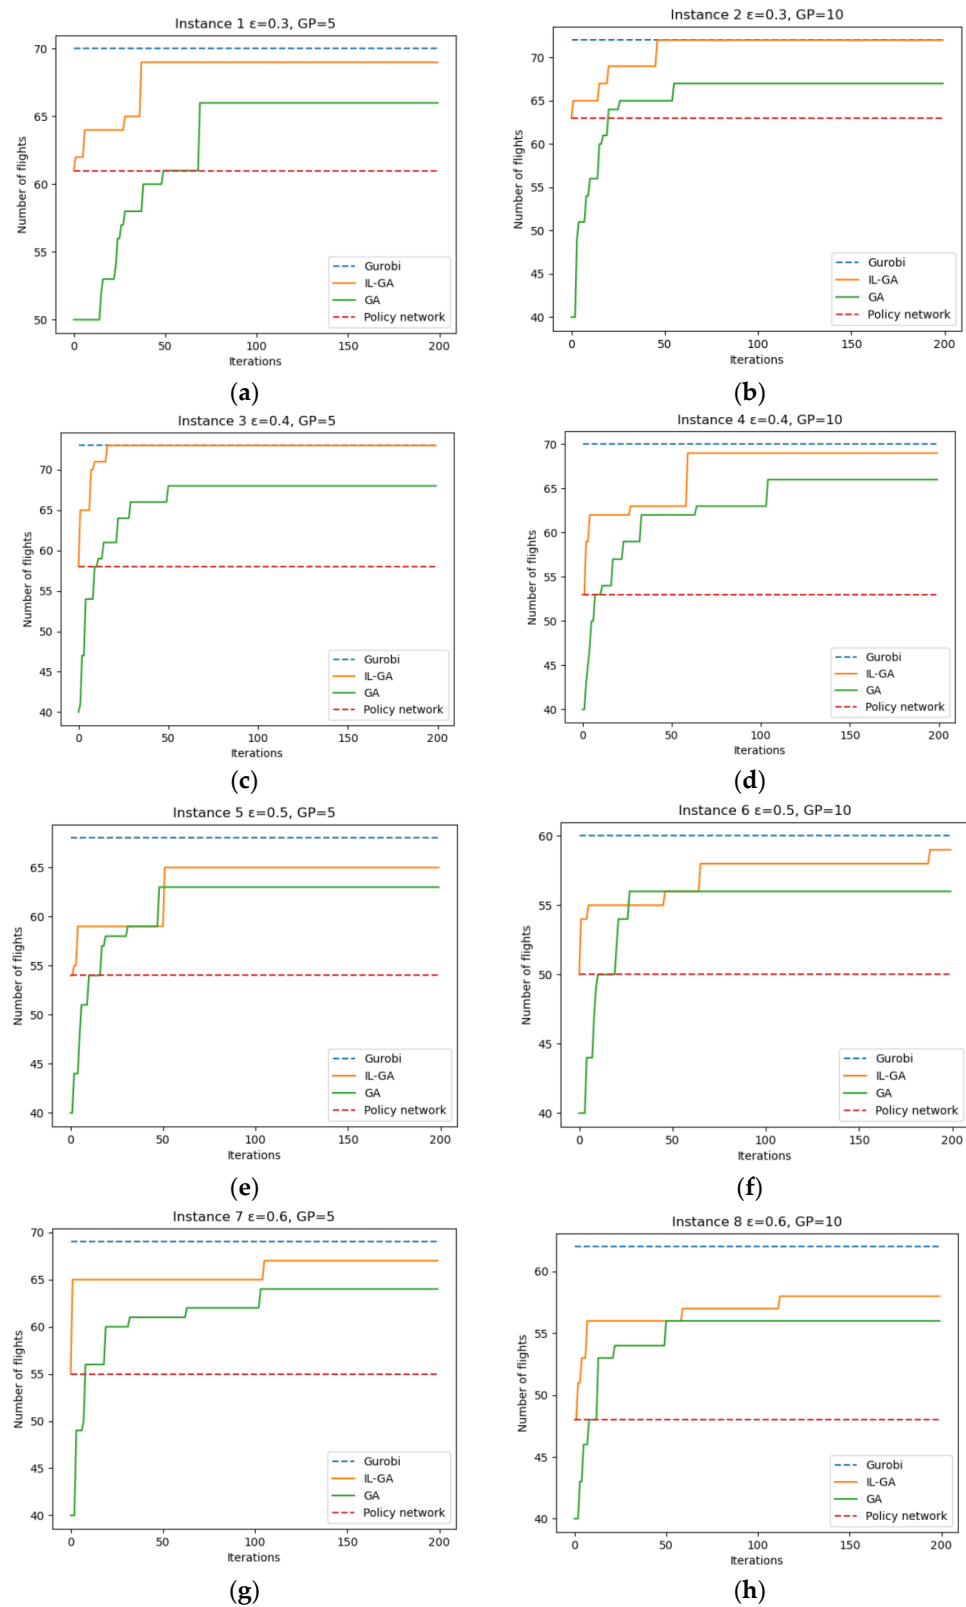 Instance 1 ε=0.3, GP=5
70
65
60
55
50
Number of flights
0 50 100 150 200
Iterations
Gurobi
IL-GA
GA
Policy network
(a)
Instance 2 ε=0.3, GP=10
70
65
60
55
50
45
40
Number of flights
0 50 100 150 200
Iterations
Gurobi
IL-GA
GA
Policy network
(b)
Instance 3 ε=0.4, GP=5
70
65
60
55
50
45
40
Number of flights
0 50 100 150 200
Iterations
Gurobi
IL-GA
GA
Policy network
(c)
Instance 4 ε=0.4, GP=10
70
65
60
55
50
45
40
Number of flights
0 50 100 150 200
Iterations
Gurobi
IL-GA
GA
Policy network
(d)
Instance 5 ε=0.5, GP=5
65
60
55
50
45
40
Number of flights
0 50 100 150 200
Iterations
Gurobi
IL-GA
GA
Policy network
(e)
Instance 6 ε=0.5, GP=10
60
55
50
45
40
Number of flights
0 50 100 150 200
Iterations
Gurobi
IL-GA
GA
Policy network
(f)
Instance 7 ε=0.6, GP=5
70
65
60
55
50
45
40
Number of flights
0 50 100 150 200
Iterations
Gurobi
IL-GA
GA
Policy network
(g)
Instance 8 ε=0.6, GP=10
60
55
50
45
40
Number of flights
0 50 100 150 200
Iterations
Gurobi
IL-GA
GA
Policy network
(h)